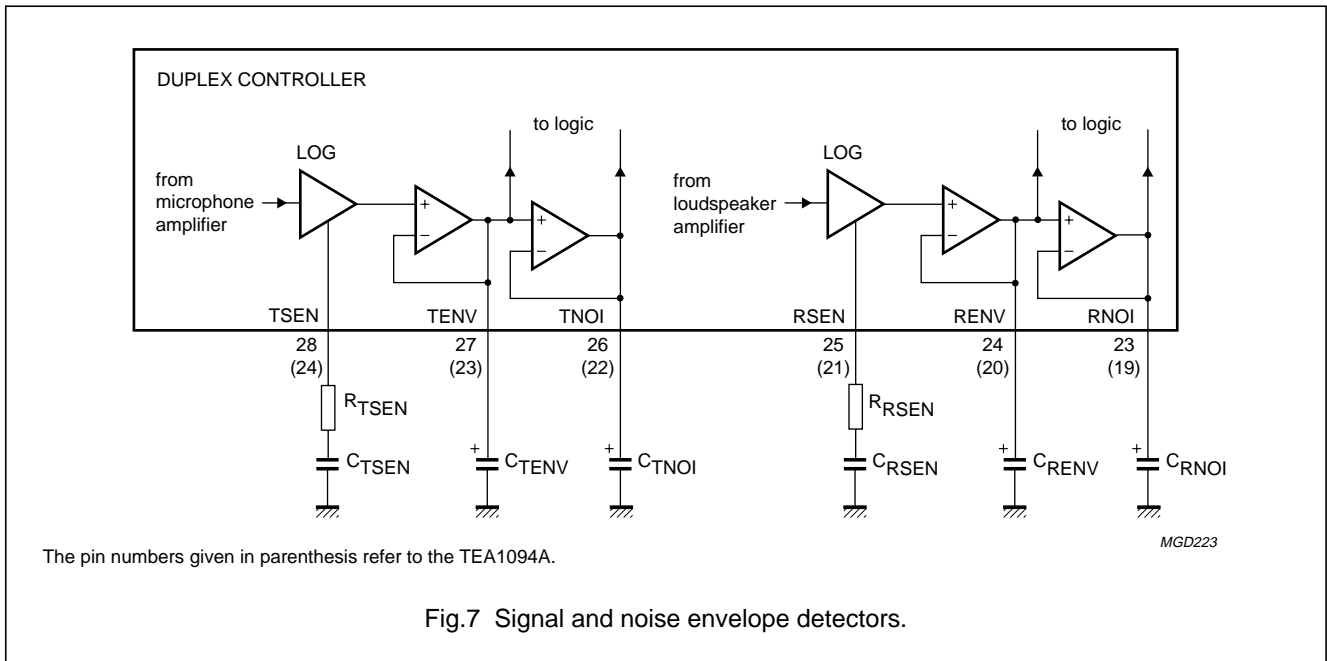 DUPLEX CONTROLLER
to logic
to logic
LOG
LOG
from
microphone
amplifier
from
loudspeaker
amplifier
+
−
+
−
+
−
+
−
TSEN
TENV
TNOI
RSEN
RENV
RNOI
28
27
26
25
24
23
(24)
(23)
(22)
(21)
(20)
(19)
RTSEN
RRSEN
CTSEN
+
CTENV
+
CTNOI
CRSEN
+
CRENV
+
CRNOI
The pin numbers given in parenthesis refer to the TEA1094A.
MGD223
Fig.7 Signal and noise envelope detectors.